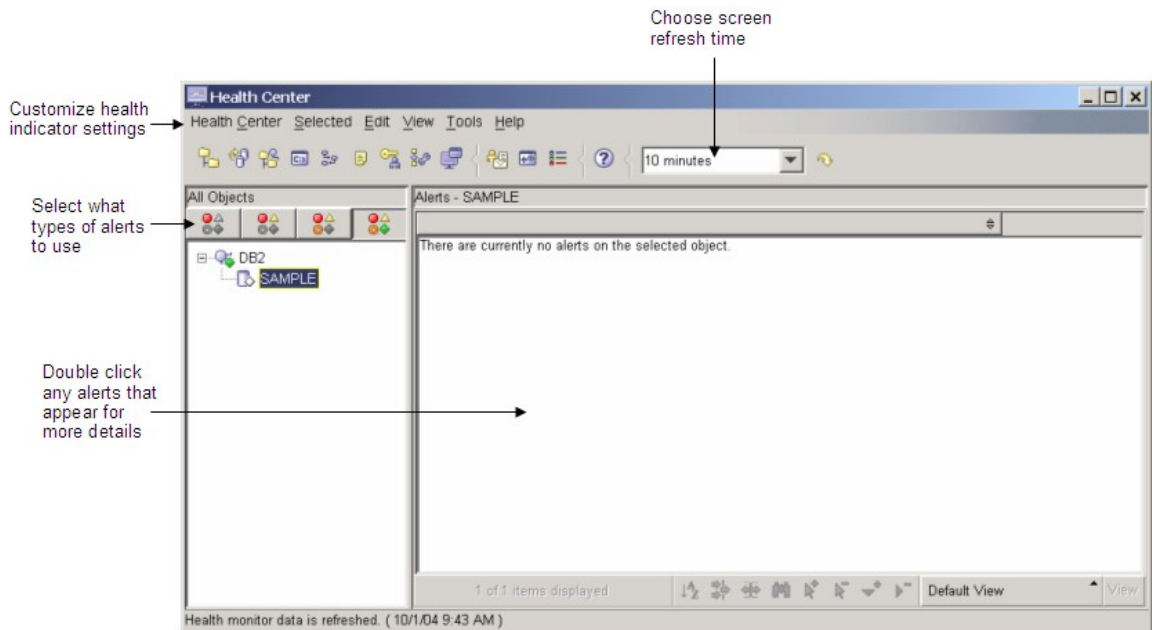 Choose screen
refresh time
Health Center
Customize health
indicator settings
Health Center Selected Edit View Tools Help
10 minutes
All Objects
Alerts - SAMPLE
Select what
types of alerts
to use
There are currently no alerts on the selected object.
DB2
SAMPLE
Double click
any alerts that
appear for
more details
1 of 1 items displayed
Default View
View
Health monitor data is refreshed. ( 10/1/04 9:43 AM )